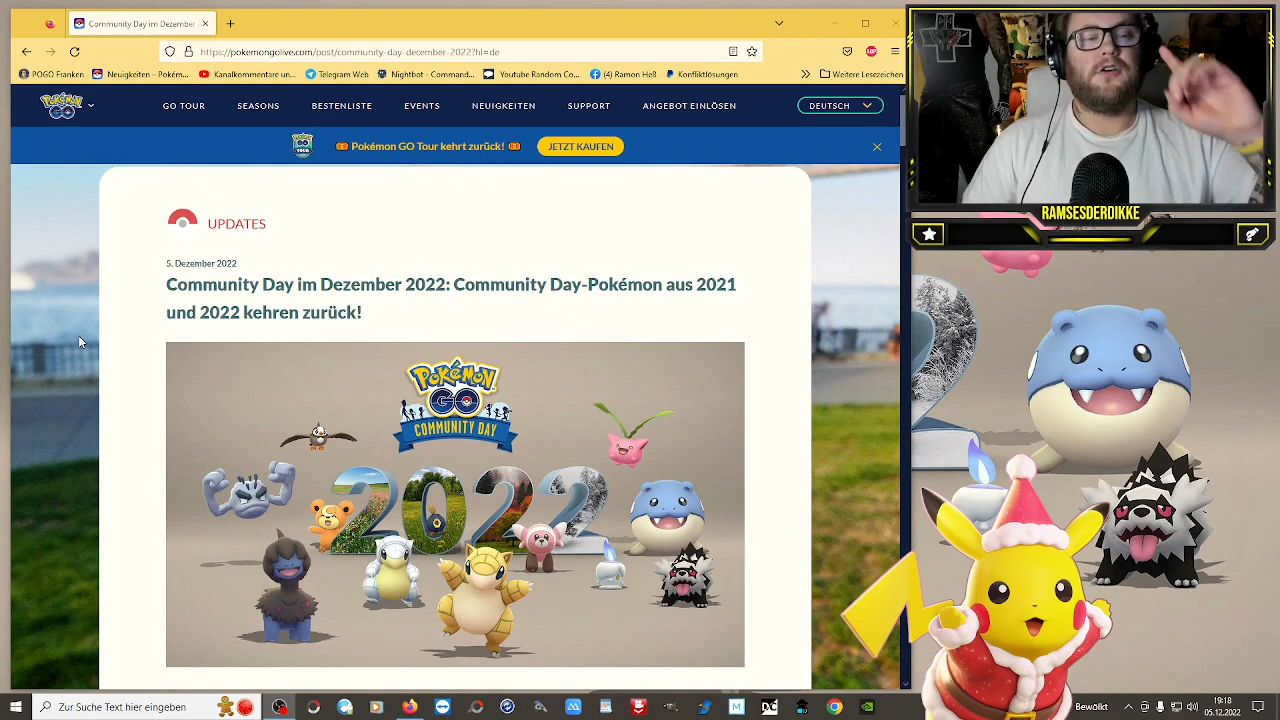 Community Day im Dezember
https://pokemongolive.com/post/community-day-december-2022?hl=de
POGO Franken
Neuigkeiten – Pokém...
Kanalkommentare un...
Telegram Web
Nightbot - Comman...
Youtube Random Co...
(4) Ramon Heß
Konfliktlösungen
Weitere Lesezeichen
POKÉMON GO
GO TOUR
SEASONS
BESTENLISTE
EVENTS
NEUIGKEITEN
SUPPORT
ANGEBOT EINLÖSEN
DEUTSCH
Pokémon GO Tour kehrt zurück!
JETZT KAUFEN
UPDATES
5. Dezember 2022
Community Day im Dezember 2022: Community Day-Pokémon aus 2021
und 2022 kehren zurück!
POKÉMON
GO
COMMUNITY DAY
2022
RAMSESDERDIKKE
Zur Suche Text hier eingeben
Bewölkt
19:18
05.12.2022